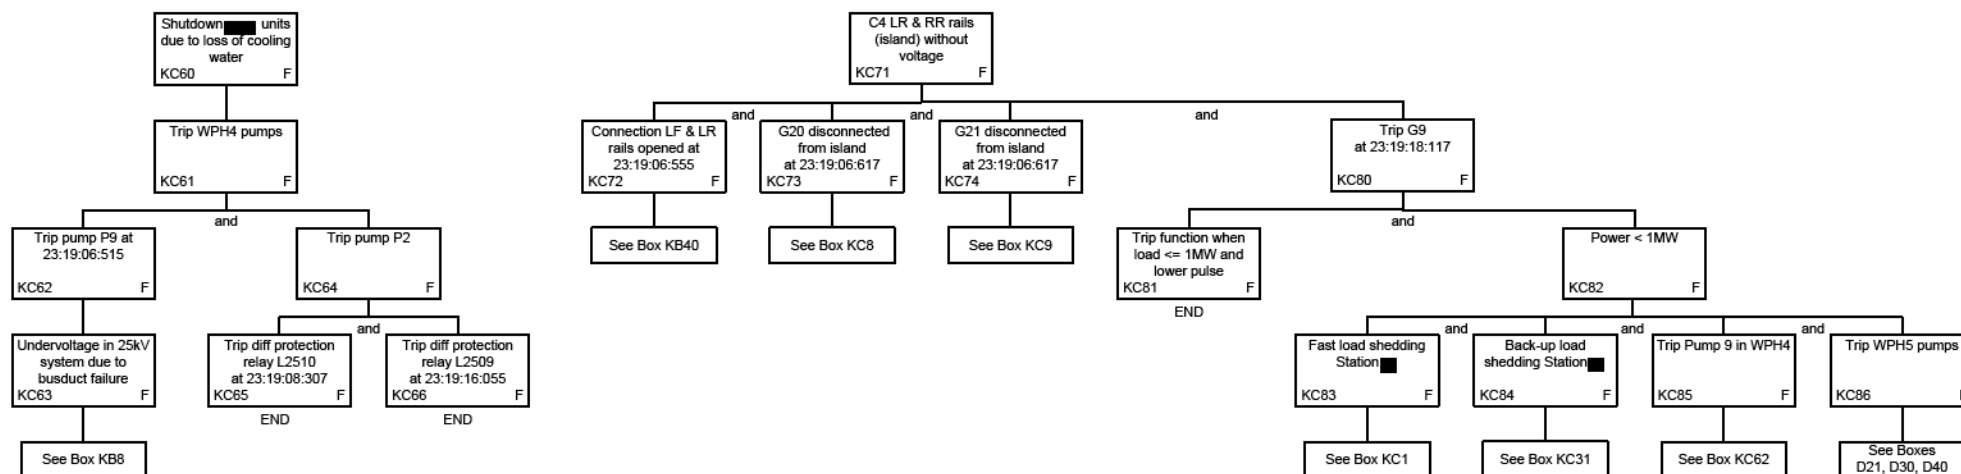 Shutdown units
due to loss of cooling
water
KC60 F
Trip WPH4 pumps
KC61 F
and
Trip pump P9 at
23:19:06:515
KC62 F
Trip pump P2
KC64 F
Undervoltage in 25kV
system due to
busduct failure
KC63 F
See Box KB8
and
Trip diff protection
relay L2510
at 23:19:08:307
KC65 F
END
Trip diff protection
relay L2509
at 23:19:16:055
KC66 F
END
C4 LR & RR rails
(island) without
voltage
KC71 F
and
and
and
Connection LF & LR
rails opened at
23:19:06:555
KC72 F
See Box KB40
G20 disconnected
from island
at 23:19:06:617
KC73 F
See Box KC8
G21 disconnected
from island
at 23:19:06:617
KC74 F
See Box KC9
Trip G9
at 23:19:18:117
KC80 F
and
Trip function when
load <= 1MW and
lower pulse
KC81 F
END
Power < 1MW
KC82 F
and
and
and
Fast load shedding
Station
KC83 F
See Box KC1
Back-up load
shedding Station
KC84 F
See Box KC31
Trip Pump 9 in WPH4
KC85 F
See Box KC62
Trip WPH5 pumps
KC86 F
See Boxes
D21, D30, D40